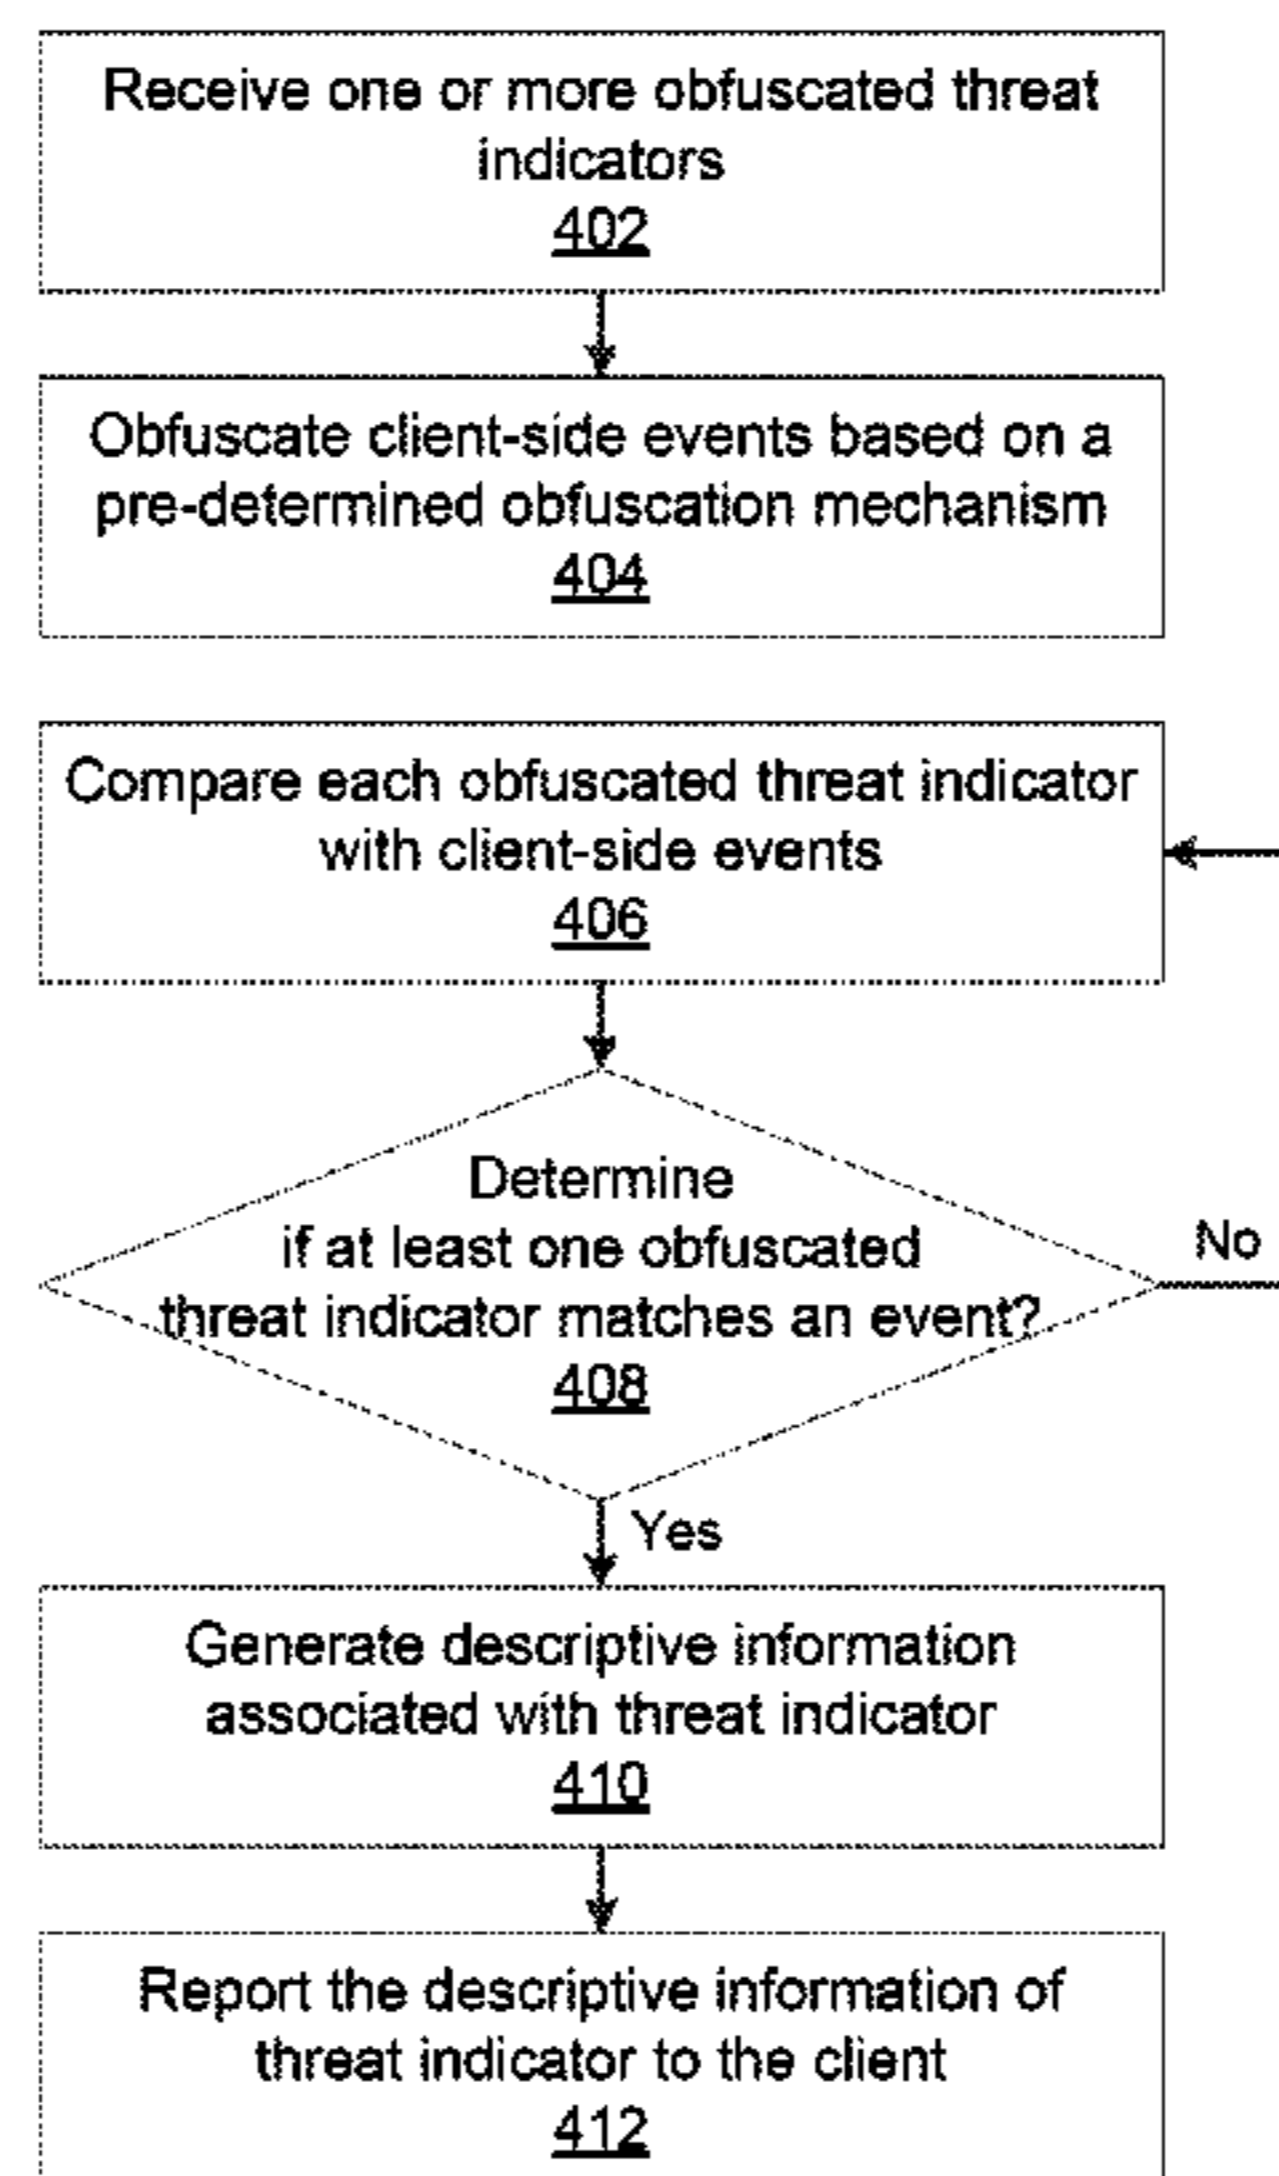 Receive one or more obfuscated threat
indicators
402
Obfuscate client-side events based on a
pre-determined obfuscation mechanism
404
Compare each obfuscated threat indicator
with client-side events
406
Determine
if at least one obfuscated
threat indicator matches an event?
408
No
Yes
Generate descriptive information
associated with threat indicator
410
Report the descriptive information of
threat indicator to the client
412